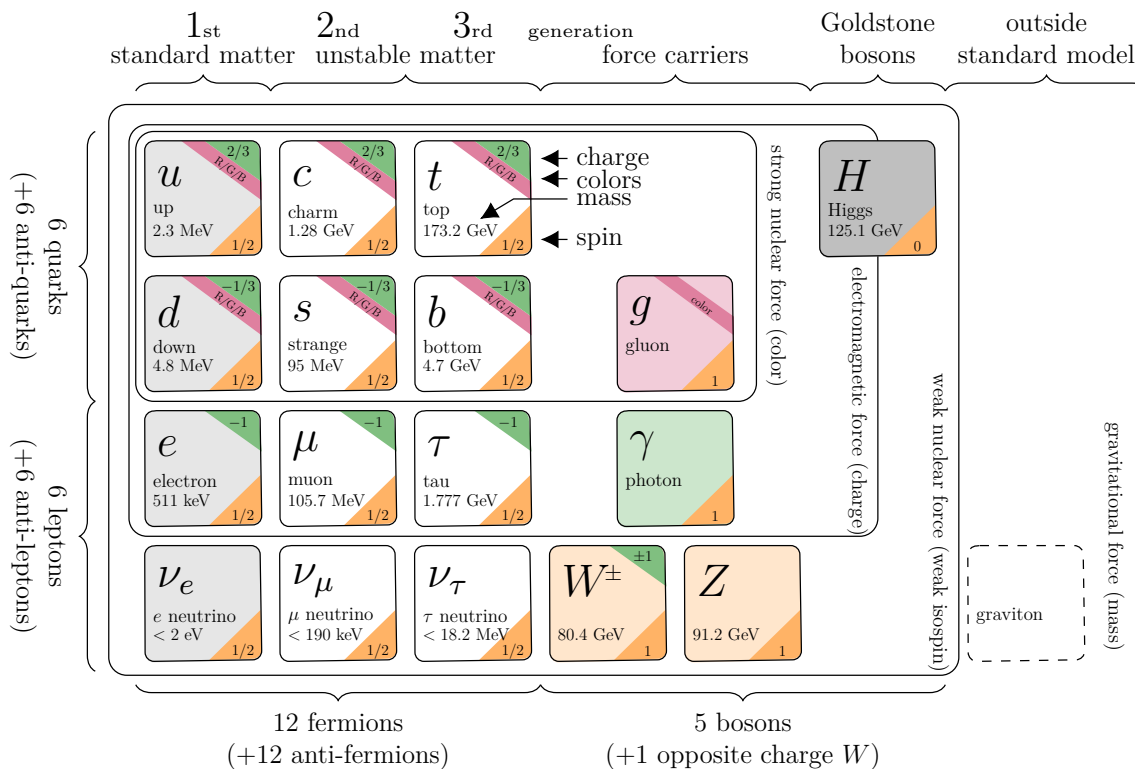 1st
2nd
3rd
generation
Goldstone
bosons
outside
standard model
standard matter
unstable matter
force carriers
6 quarks
(+6 anti-quarks)
6 leptons
(+6 anti-leptons)
2/3
R/G/B
u
up
2.3 MeV
1/2
2/3
R/G/B
c
charm
1.28 GeV
1/2
2/3
R/G/B
t
top
173.2 GeV
1/2
charge
colors
mass
spin
strong nuclear force (color)
H
Higgs
125.1 GeV
0
−1/3
R/G/B
d
down
4.8 MeV
1/2
−1/3
R/G/B
s
strange
95 MeV
1/2
−1/3
R/G/B
b
bottom
4.7 GeV
1/2
color
g
gluon
1
electromagnetic force (charge)
−1
e
electron
511 keV
1/2
−1
μ
muon
105.7 MeV
1/2
−1
τ
tau
1.777 GeV
1/2
γ
photon
1
weak nuclear force (weak isospin)
gravitational force (mass)
ν_e
e neutrino
< 2 eV
1/2
ν_μ
μ neutrino
< 190 keV
1/2
ν_τ
τ neutrino
< 18.2 MeV
1/2
±1
W±
80.4 GeV
1
Z
91.2 GeV
1
graviton
12 fermions
(+12 anti-fermions)
5 bosons
(+1 opposite charge W)